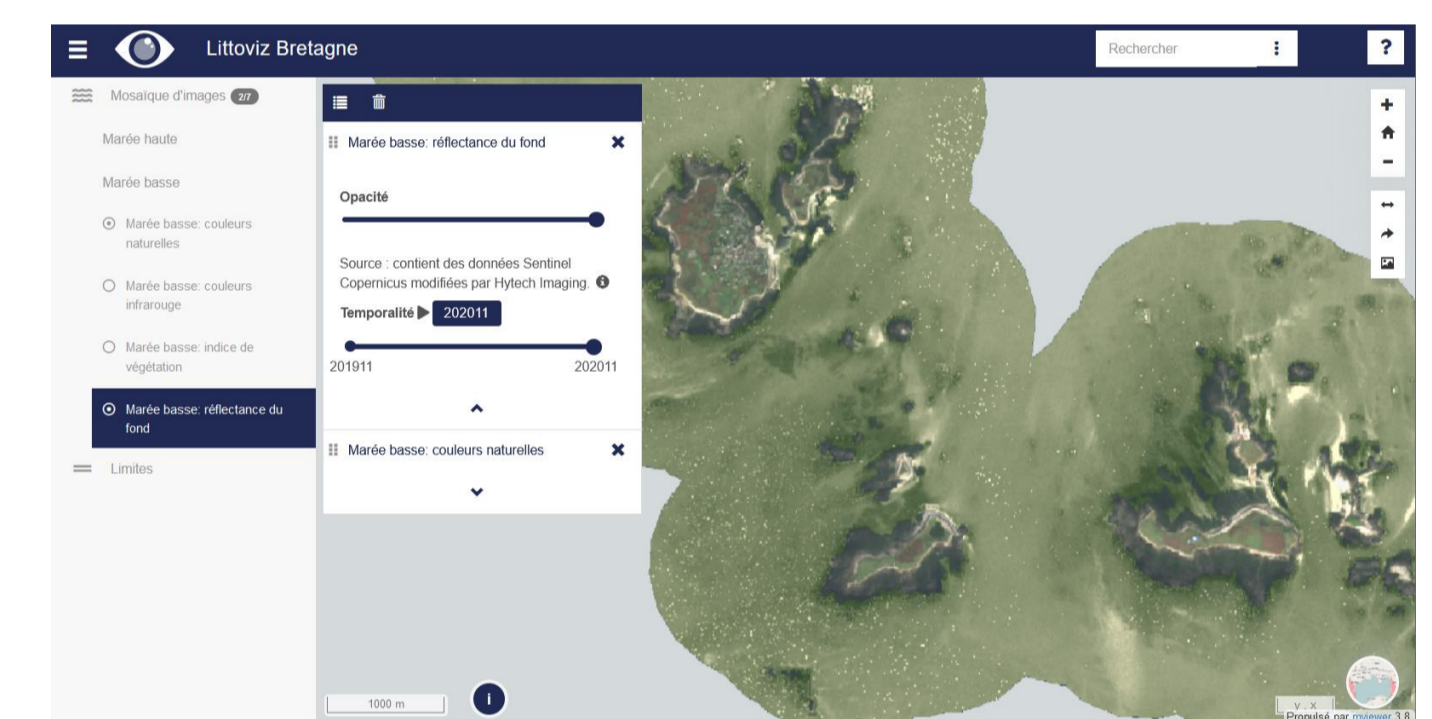 Littoviz Bretagne
Rechercher
?
Mosaïque d'images 2/7
Marée haute
Marée basse
Marée basse: couleurs
naturelles
Marée basse: couleurs
infrarouge
Marée basse: indice de
végétation
Marée basse: réflectance du
fond
Limites
Marée basse: réflectance du fond
Opacité
Source : contient des données Sentinel
Copernicus modifiées par Hytech Imaging.
Temporalité 202011
201911 202011
Marée basse: couleurs naturelles
1000 m
i
y , x
Propulsé par mviewer 3.8